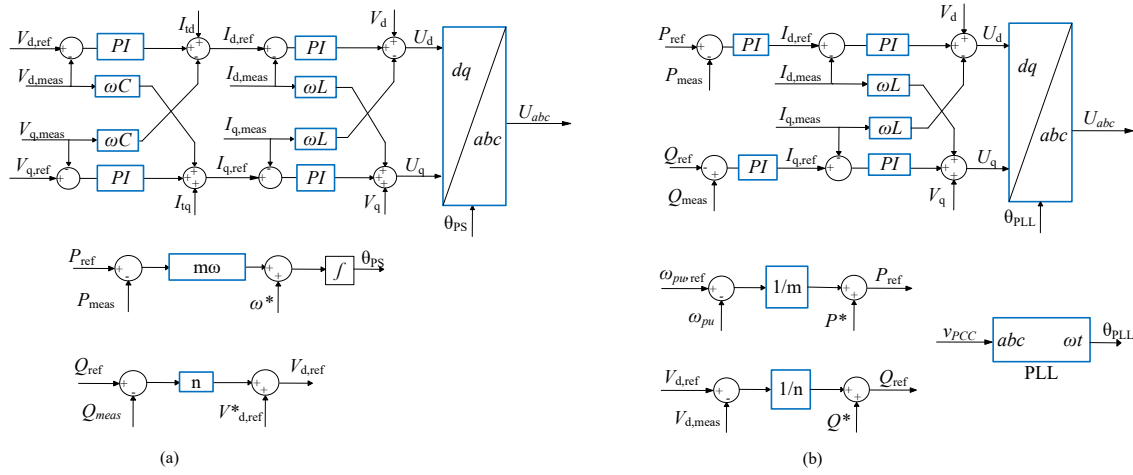 I_td
V_d
V_d,ref
PI
I_d,ref
PI
U_d
V_d,meas
ωC
I_d,meas
ωL
dq
V_q,meas
ωC
I_q,meas
ωL
abc
U_abc
V_q,ref
PI
I_q,ref
PI
U_q
I_tq
V_q
θ_PS
P_ref
mω
∫
θ_PS
P_meas
ω*
Q_ref
n
V_d,ref
Q_meas
V*_d,ref
(a)
V_d
P_ref
PI
I_d,ref
PI
U_d
P_meas
I_d,meas
ωL
dq
I_q,meas
ωL
abc
U_abc
Q_ref
PI
I_q,ref
PI
U_q
Q_meas
V_q
θ_PLL
ω_pu,ref
1/m
P_ref
ω_pu
P*
v_PCC
abc
ωt
θ_PLL
PLL
V_d,ref
1/n
Q_ref
V_d,meas
Q*
(b)